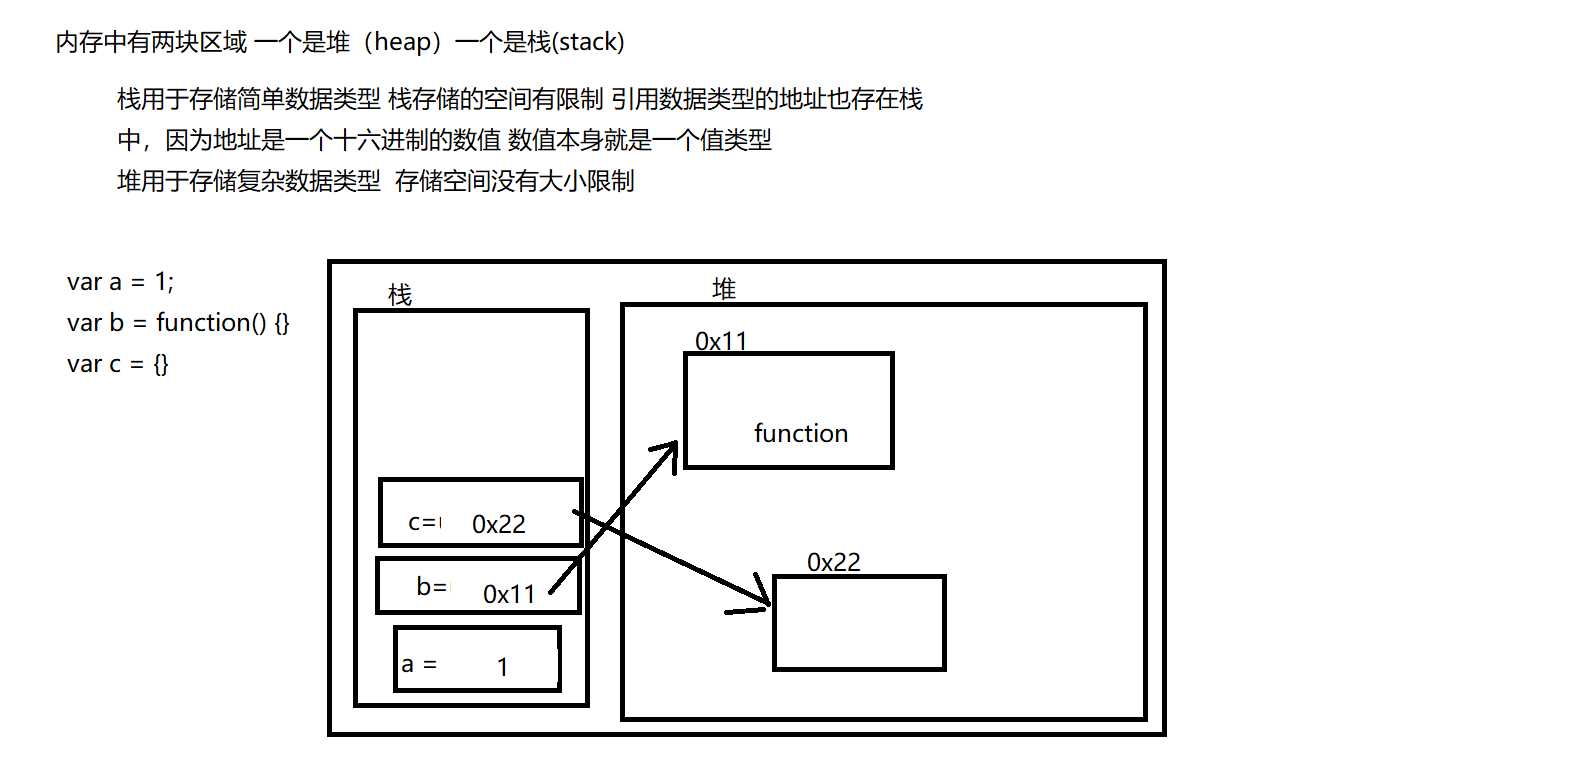 内存中有两块区域 一个是堆（heap）一个是栈(stack)
栈用于存储简单数据类型 栈存储的空间有限制 引用数据类型的地址也存在栈
中，因为地址是一个十六进制的数值 数值本身就是一个值类型
堆用于存储复杂数据类型  存储空间没有大小限制
var a = 1;
var b = function() {}
var c = {}
栈
堆
0x11
function
c= 0x22
b= 0x11
a = 1
0x22